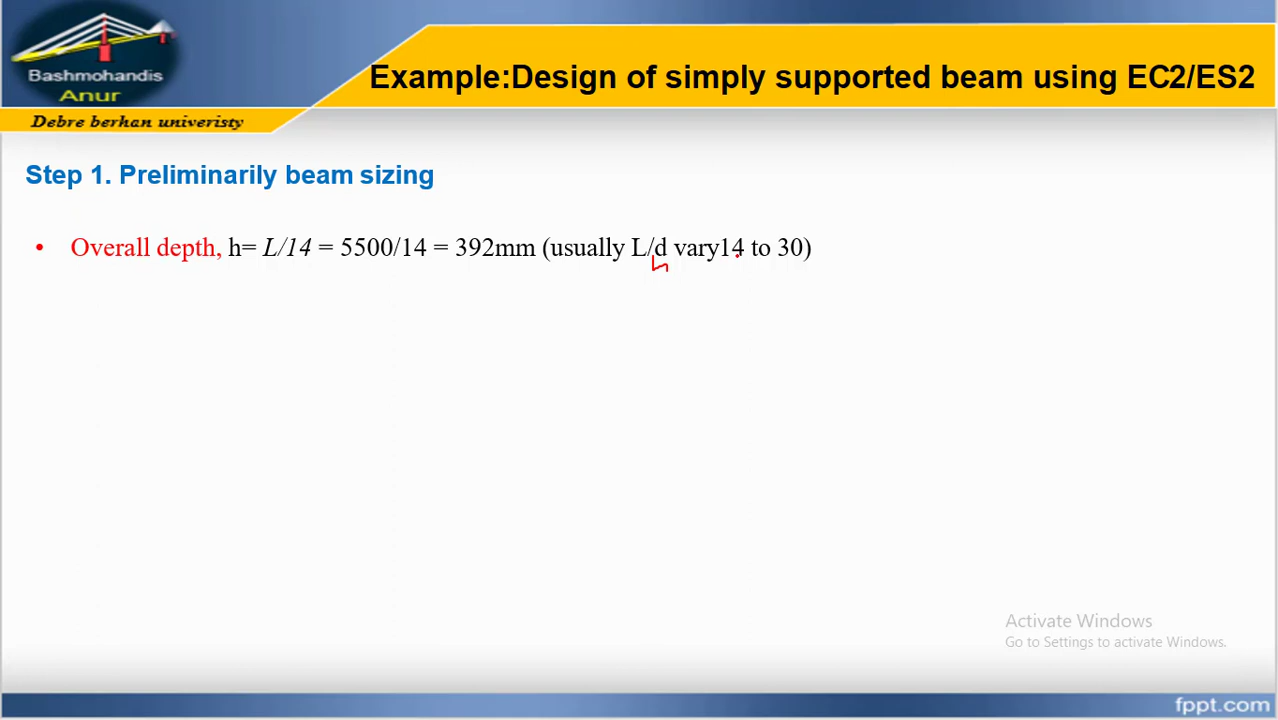 Bashmohandis
Anur
Debre berhan univeristy
Example:Design of simply supported beam using EC2/ES2
Step 1. Preliminarily beam sizing
• Overall depth, h= L/14 = 5500/14 = 392mm (usually L/d vary14 to 30)
h
Activate Windows
Go to Settings to activate Windows.
fppt.com